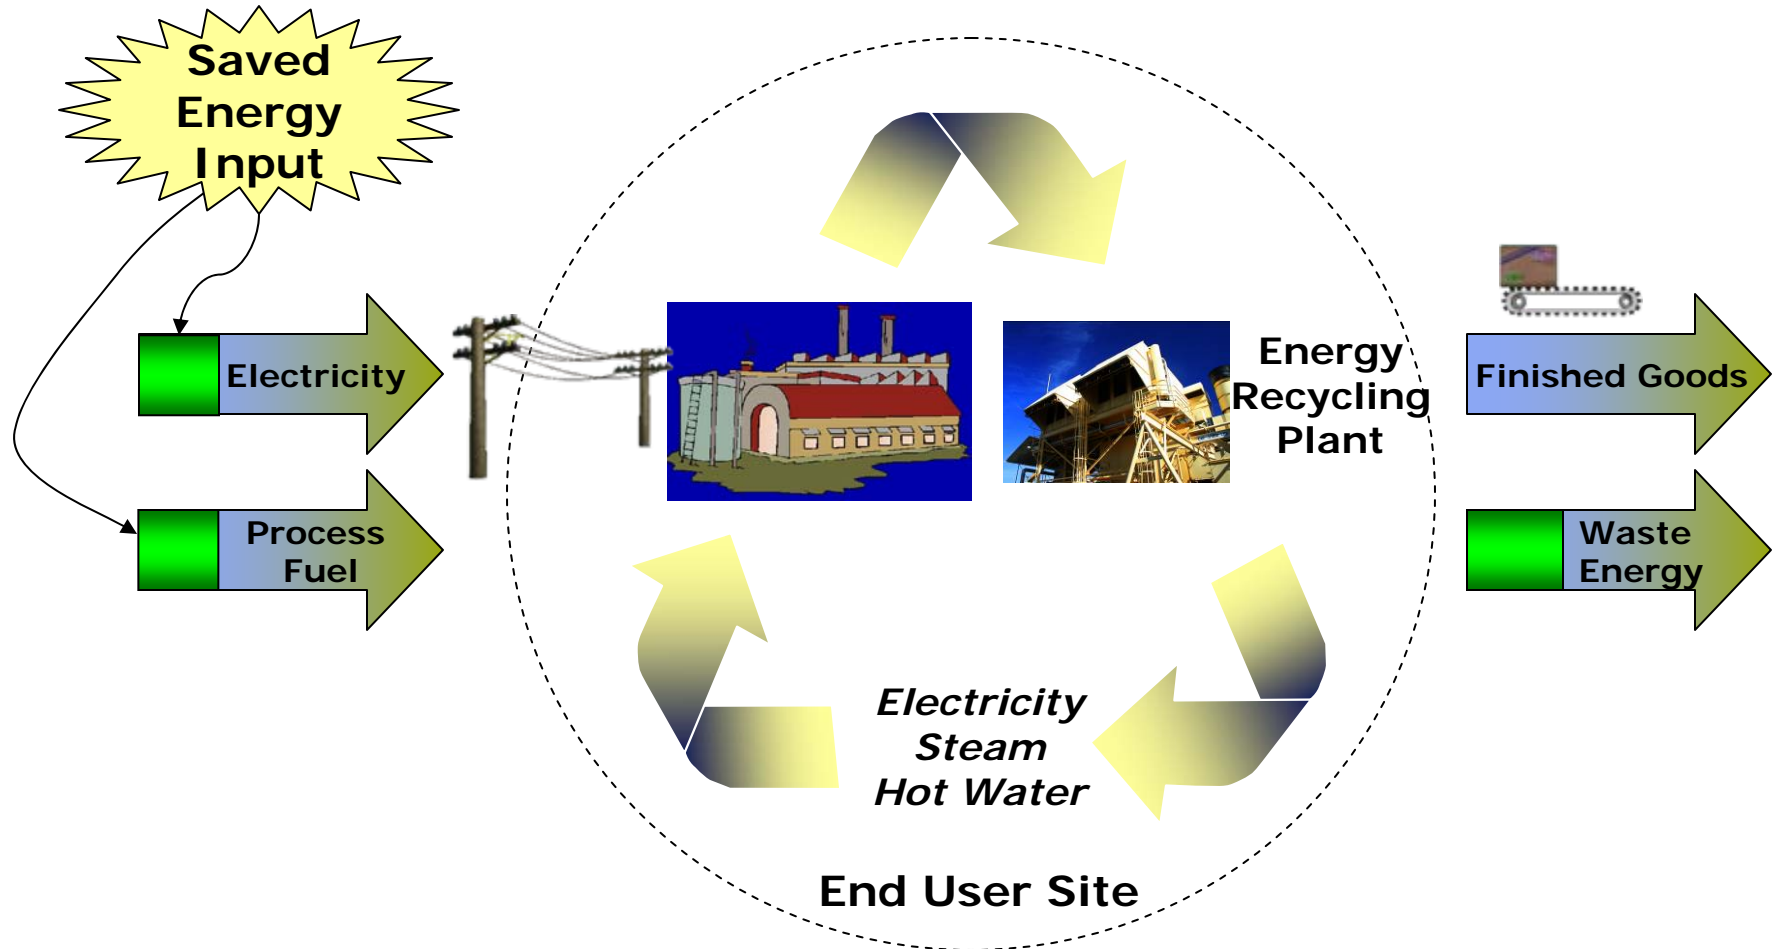 Saved
Energy
Input
Electricity
Process
Fuel
Energy
Recycling
Plant
Electricity
Steam
Hot Water
End User Site
Finished Goods
Waste
Energy